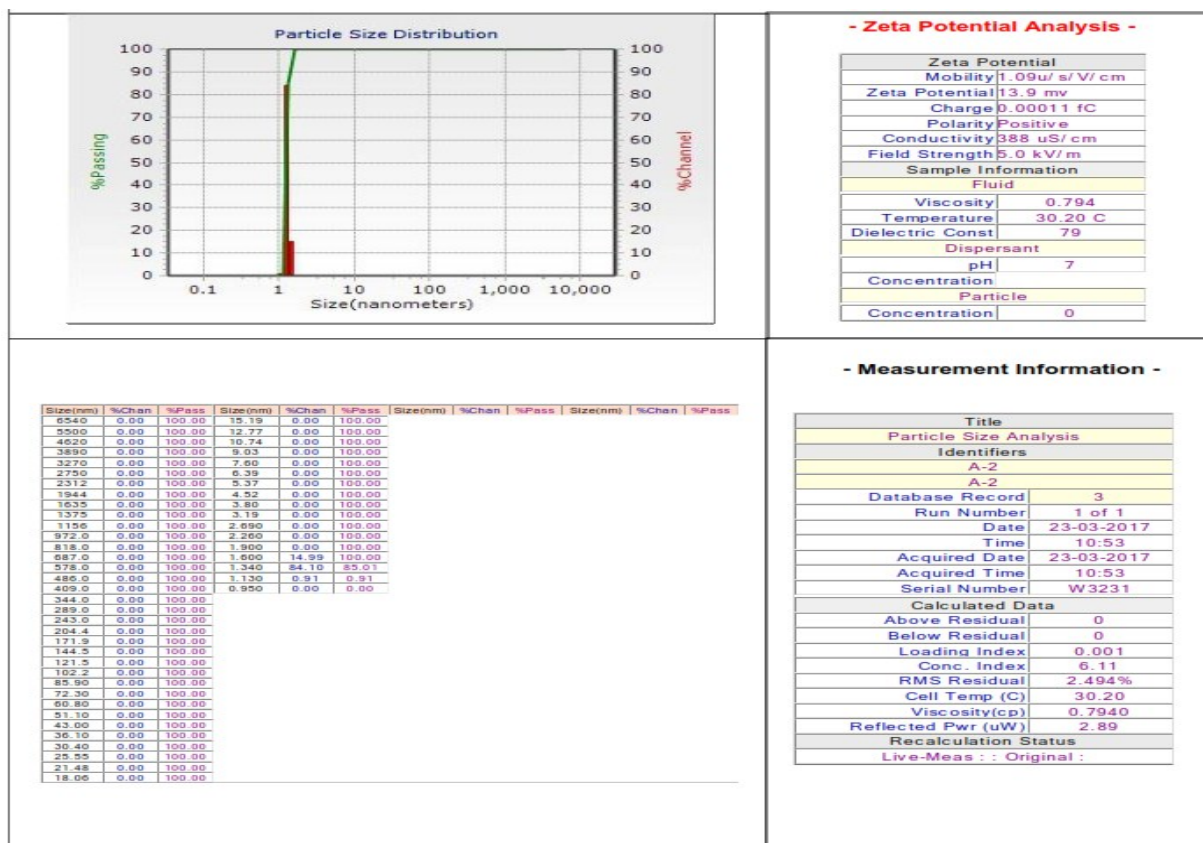 Particle Size Distribution
100 100
90 90
80 80
70 70
60 60
50 50
40 40
30 30
20 20
10 10
0 0
%Passing
%Channel
0.1 1 10 100 1,000 10,000
Size(nanometers)
- Zeta Potential Analysis -
Zeta Potential
Mobility 1.09u/s/V/cm
Zeta Potential 13.9 mv
Charge 0.00011 fC
Polarity Positive
Conductivity 388 uS/cm
Field Strength 5.0 kV/m
Sample Information
Fluid
Viscosity 0.794
Temperature 30.20 C
Dielectric Const 79
Dispersant
pH 7
Concentration
Particle
Concentration 0
Size(nm) %Chan %Pass Size(nm) %Chan %Pass Size(nm) %Chan %Pass Size(nm) %Chan %Pass
6540 0.00 100.00 15.19 0.00 100.00
5500 0.00 100.00 12.77 0.00 100.00
4620 0.00 100.00 10.74 0.00 100.00
3890 0.00 100.00 9.03 0.00 100.00
3270 0.00 100.00 7.60 0.00 100.00
2750 0.00 100.00 6.39 0.00 100.00
2312 0.00 100.00 5.37 0.00 100.00
1944 0.00 100.00 4.52 0.00 100.00
1635 0.00 100.00 3.80 0.00 100.00
1375 0.00 100.00 3.19 0.00 100.00
1156 0.00 100.00 2.690 0.00 100.00
972.0 0.00 100.00 2.260 0.00 100.00
818.0 0.00 100.00 1.900 0.00 100.00
687.0 0.00 100.00 1.600 14.99 100.00
578.0 0.00 100.00 1.340 84.10 85.01
486.0 0.00 100.00 1.130 0.91 0.91
409.0 0.00 100.00 0.950 0.00 0.00
344.0 0.00 100.00
289.0 0.00 100.00
243.0 0.00 100.00
204.4 0.00 100.00
171.9 0.00 100.00
144.5 0.00 100.00
121.5 0.00 100.00
102.2 0.00 100.00
85.90 0.00 100.00
72.30 0.00 100.00
60.80 0.00 100.00
51.10 0.00 100.00
43.00 0.00 100.00
36.10 0.00 100.00
30.40 0.00 100.00
25.55 0.00 100.00
21.48 0.00 100.00
18.06 0.00 100.00
- Measurement Information -
Title
Particle Size Analysis
Identifiers
A-2
A-2
Database Record 3
Run Number 1 of 1
Date 23-03-2017
Time 10:53
Acquired Date 23-03-2017
Acquired Time 10:53
Serial Number W3231
Calculated Data
Above Residual 0
Below Residual 0
Loading Index 0.001
Conc. Index 6.11
RMS Residual 2.494%
Cell Temp (C) 30.20
Viscosity(cp) 0.7940
Reflected Pwr (uW) 2.89
Recalculation Status
Live-Meas : : Original :